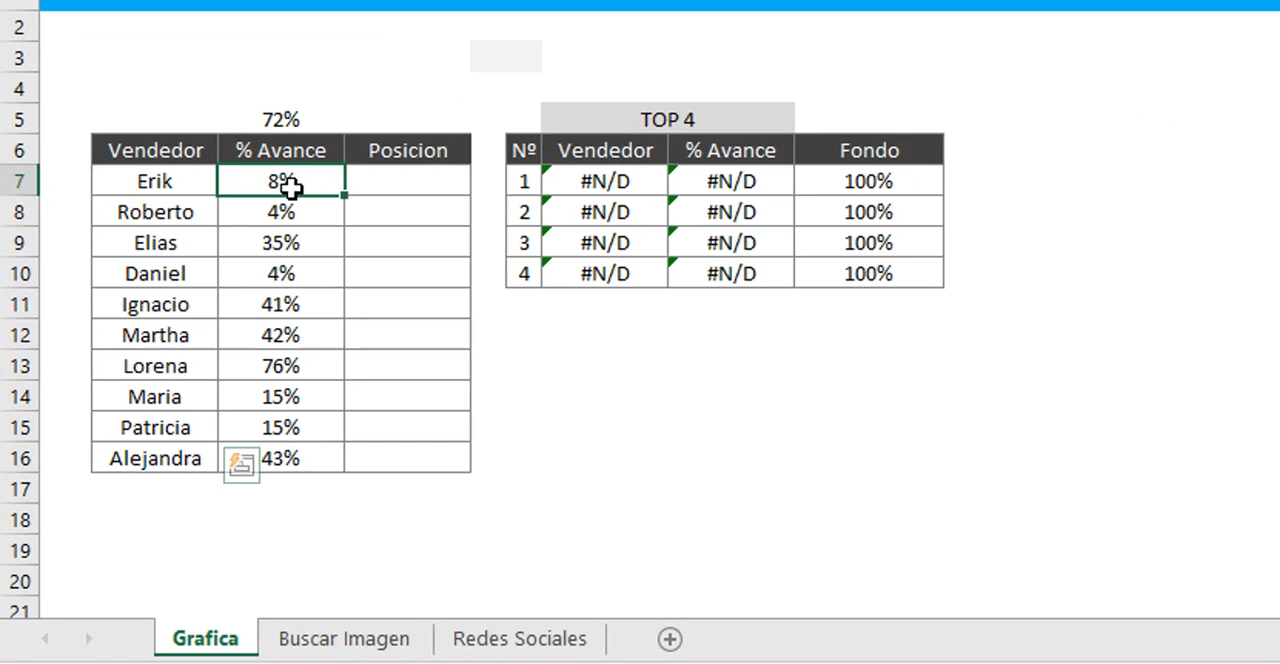 2
3
4
5 72% TOP 4
6 Vendedor % Avance Posicion Nº Vendedor % Avance Fondo
7 Erik 8% 1 #N/D #N/D 100%
8 Roberto 4% 2 #N/D #N/D 100%
9 Elias 35% 3 #N/D #N/D 100%
10 Daniel 4% 4 #N/D #N/D 100%
11 Ignacio 41%
12 Martha 42%
13 Lorena 76%
14 Maria 15%
15 Patricia 15%
16 Alejandra 43%
17
18
19
20
21
Grafica Buscar Imagen Redes Sociales